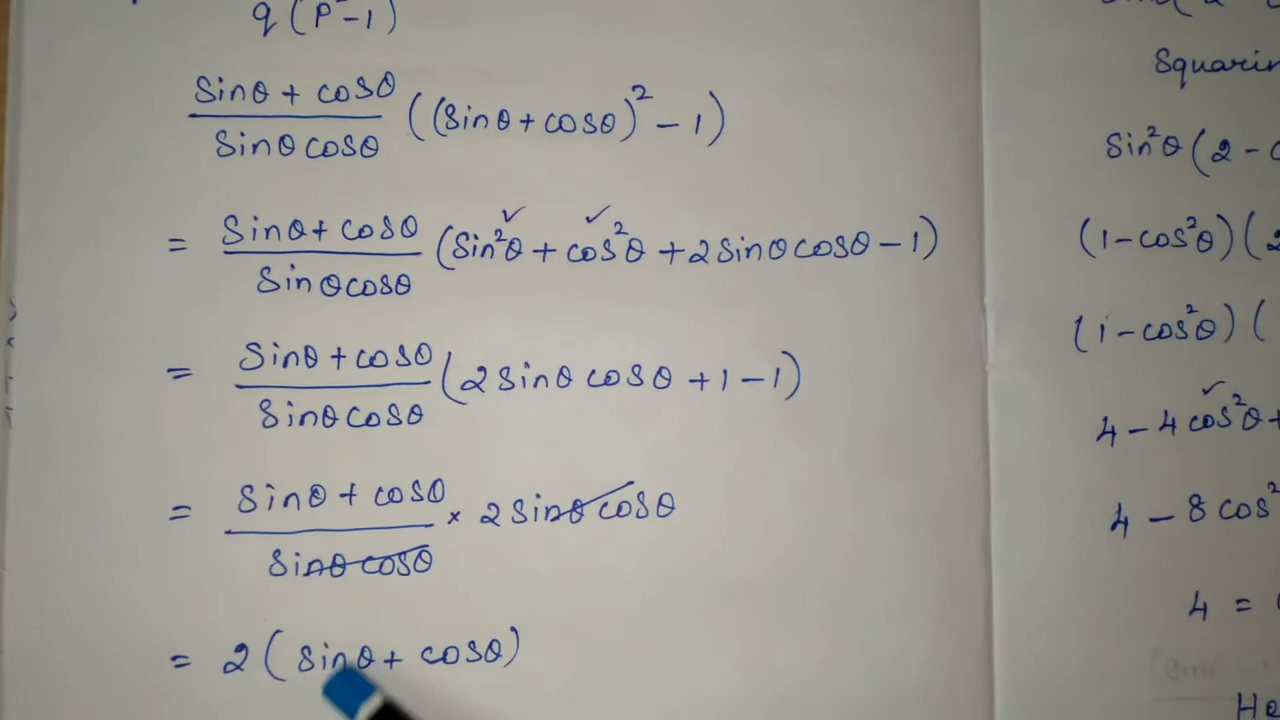 q(p²-1)
sinθ + cosθ / sinθ cosθ ((sinθ + cosθ)² - 1)
= sinθ + cosθ / sinθ cosθ (sin²θ + cos²θ + 2 sinθ cosθ - 1)
= sinθ + cosθ / sinθ cosθ (2 sinθ cosθ + 1 - 1)
= sinθ + cosθ / sinθ cosθ × 2 sinθ cosθ
= 2 (sinθ + cosθ)
Squarin
sin²θ (2 -
(1 - cos²θ) (2
(1 - cos²θ) (
4 - 4 cos²θ +
4 - 8 cos²
4 =
He